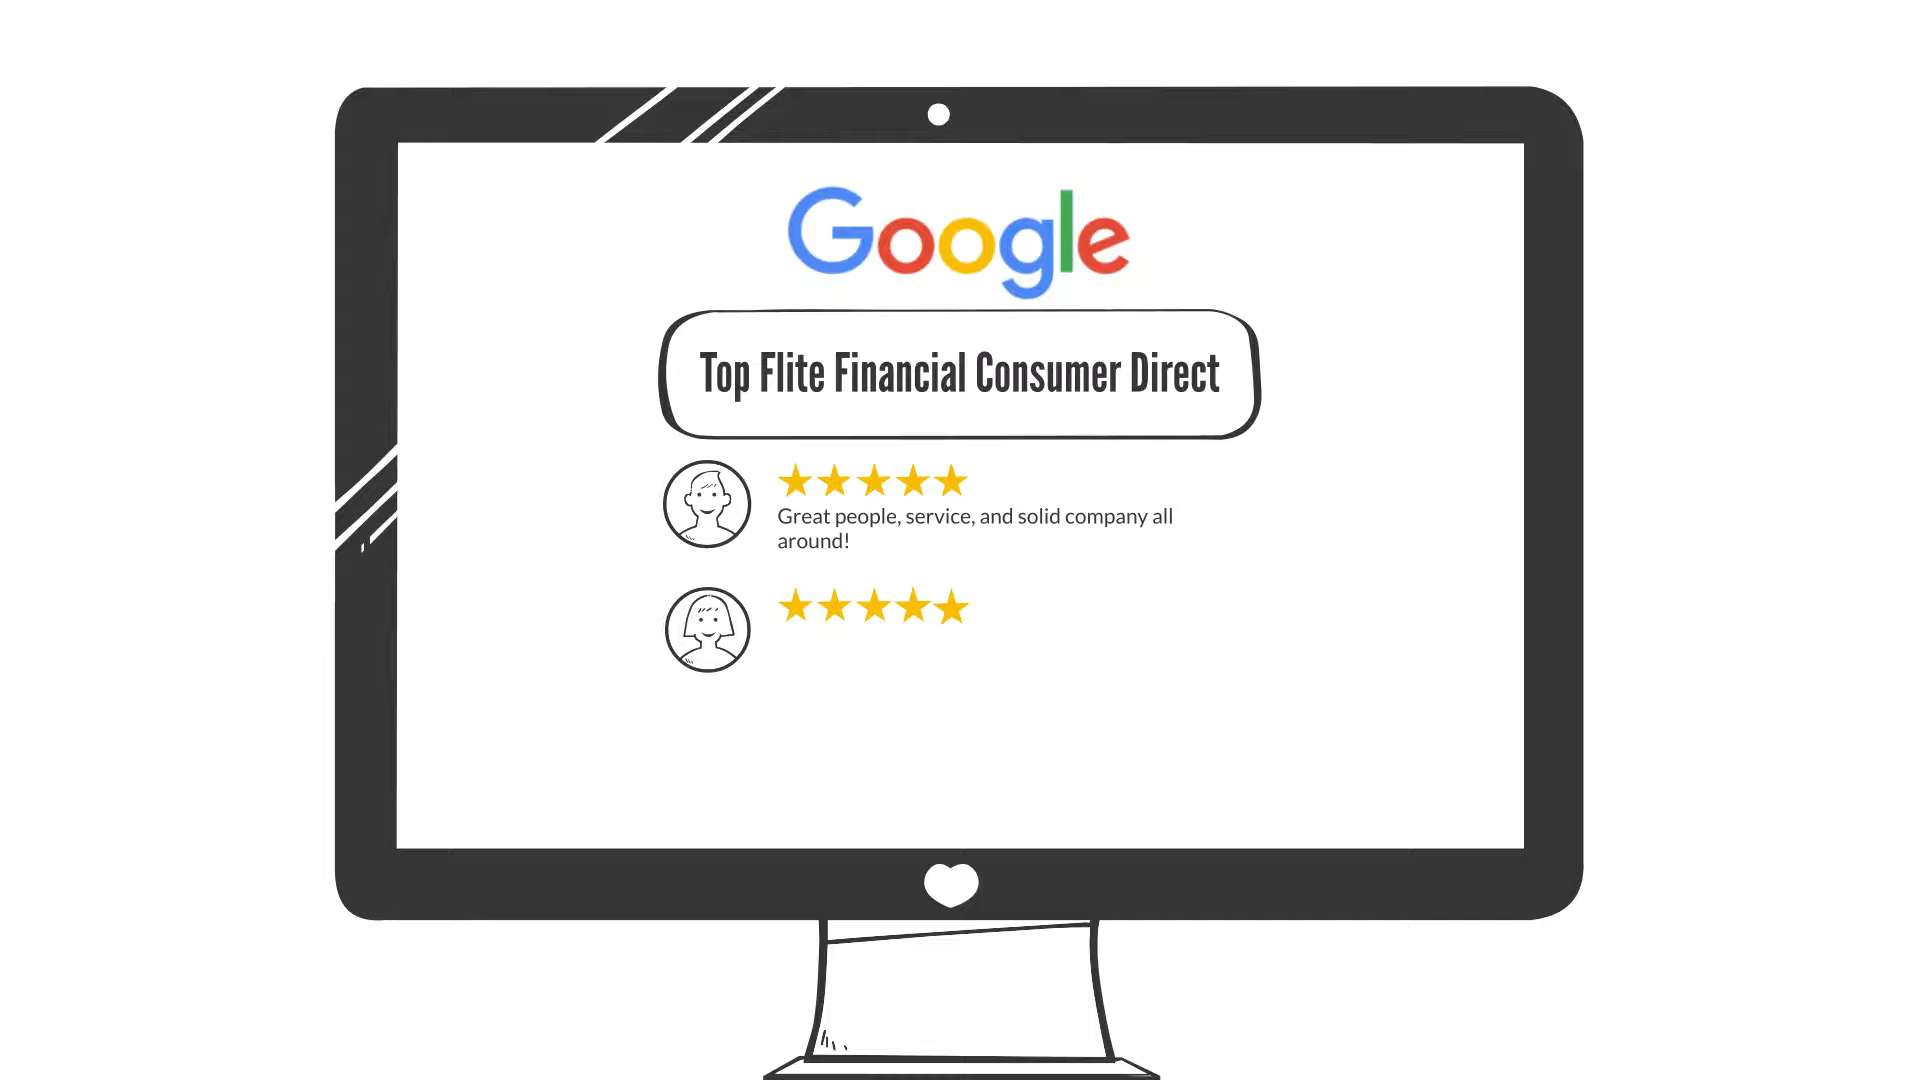 Google
Top Flite Financial Consumer Direct
Great people, service, and solid company all
around!